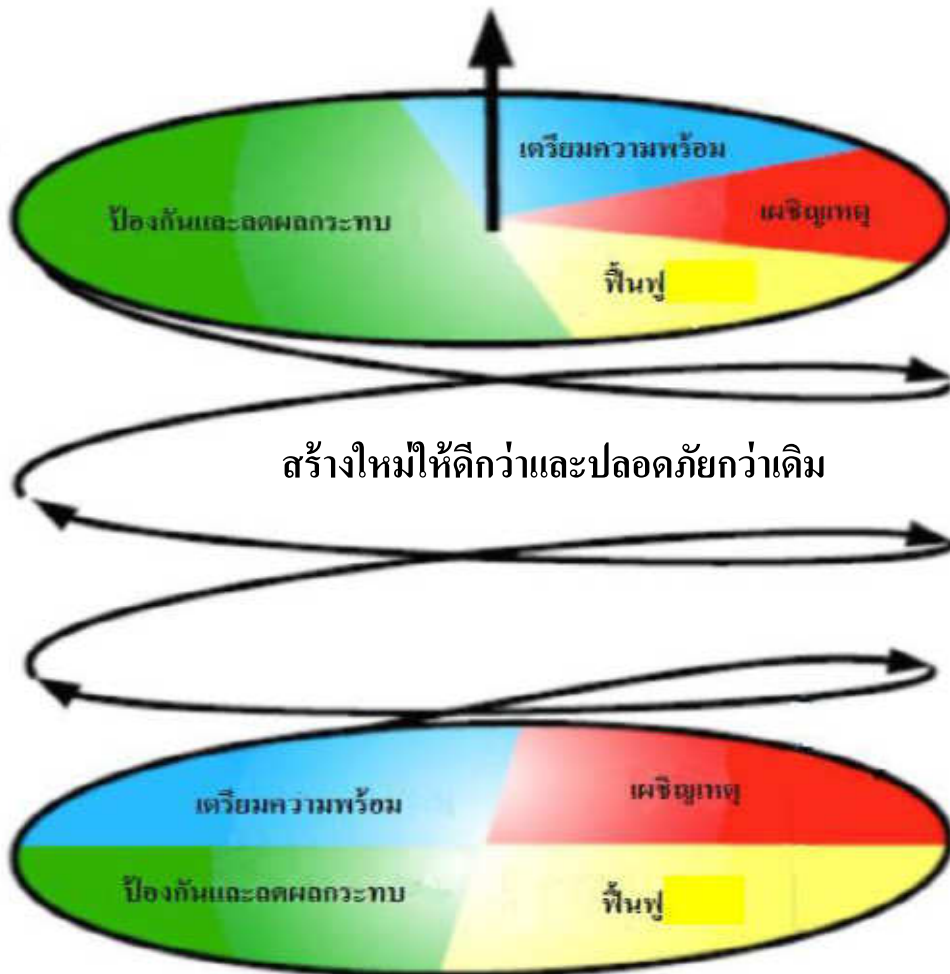 เตรียมความพร้อม
เผชิญเหตุ
ป้องกันและลดผลกระทบ
ฟื้นฟู
สร้างใหม่ให้ดีกว่าและปลอดภัยกว่าเดิม
เตรียมความพร้อม
เผชิญเหตุ
ป้องกันและลดผลกระทบ
ฟื้นฟู